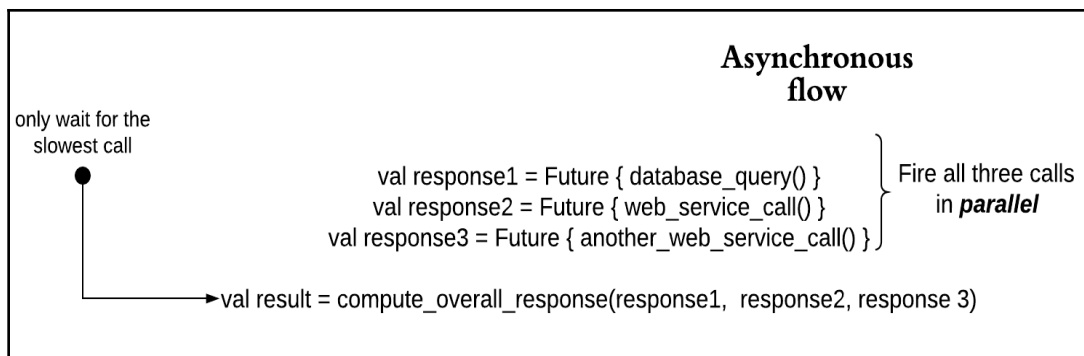 Asynchronous
flow
only wait for the
slowest call
val response1 = Future { database_query() }
val response2 = Future { web_service_call() }
val response3 = Future { another_web_service_call() }
Fire all three calls
in parallel
val result = compute_overall_response(response1, response2, response 3)